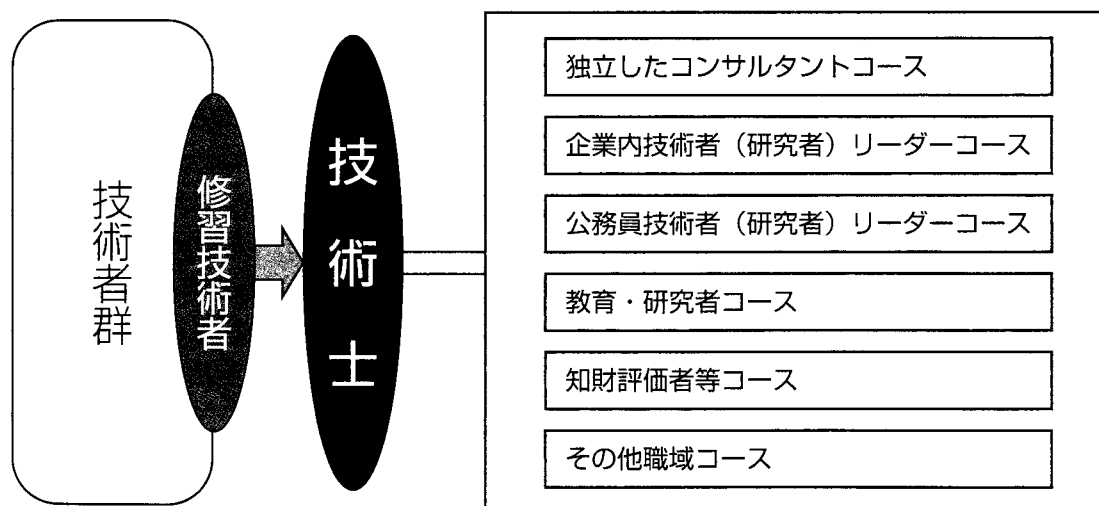 技術者群
修習技術者
技術士
独立したコンサルタントコース
企業内技術者（研究者）リーダーコース
公務員技術者（研究者）リーダーコース
教育・研究者コース
知財評価者等コース
その他職域コース